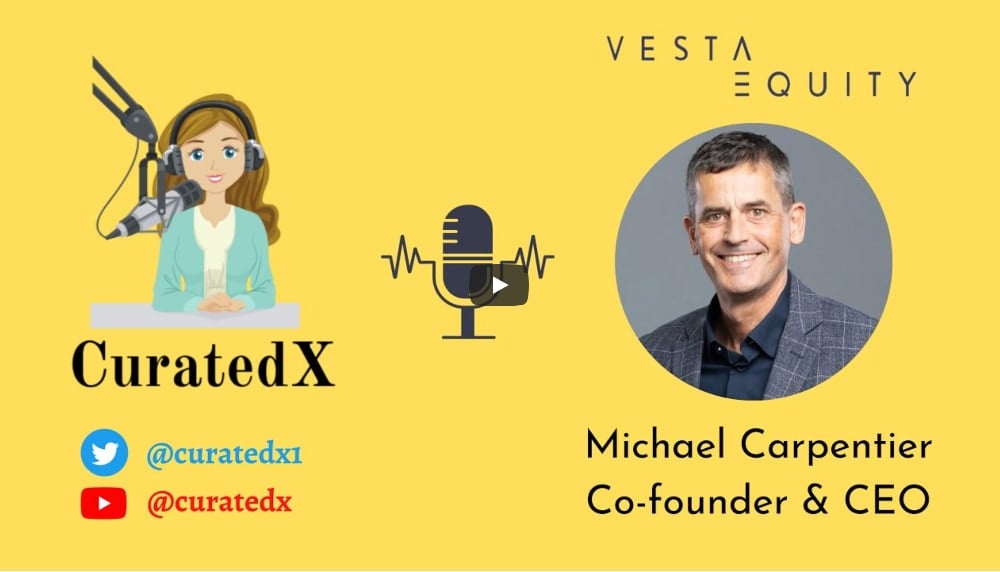 VESTA
EQUITY
CuratedX
@curatedx1
@curatedx
Michael Carpentier
Co-founder & CEO